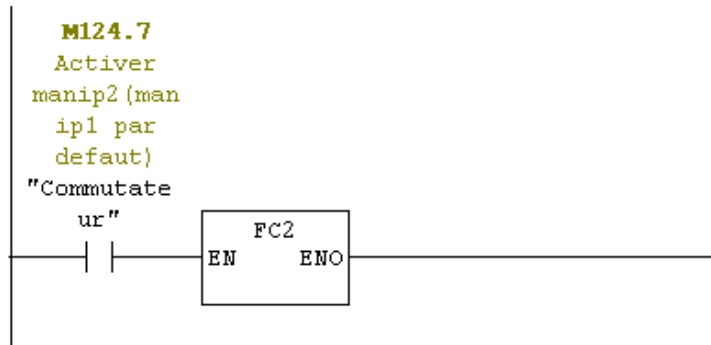 M124.7
Activer
manip2(man
ip1 par
defaut)
"Commutate
ur"
FC2
EN ENO